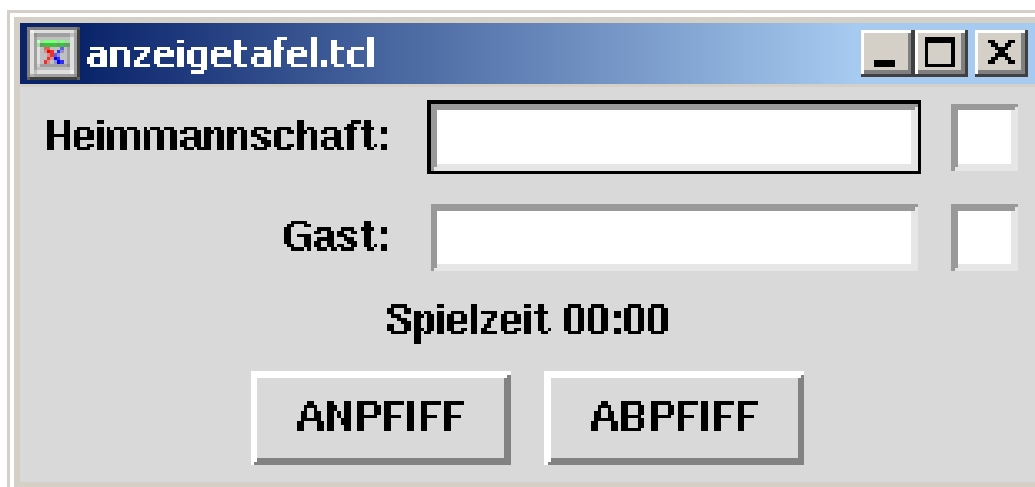 anzeigetafel.tcl
Heimmannschaft:
Gast:
Spielzeit 00:00
ANPFIFF ABPFIFF